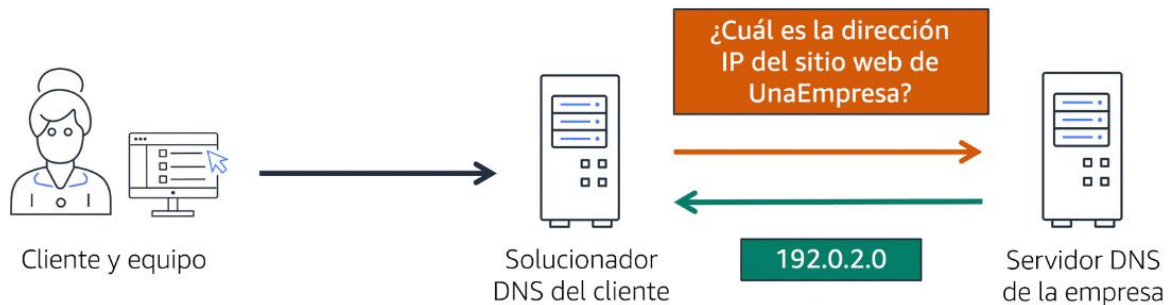 ¿Cuál es la dirección
IP del sitio web de
UnaEmpresa?
Cliente y equipo
Solucionador
DNS del cliente
192.0.2.0
Servidor DNS
de la empresa